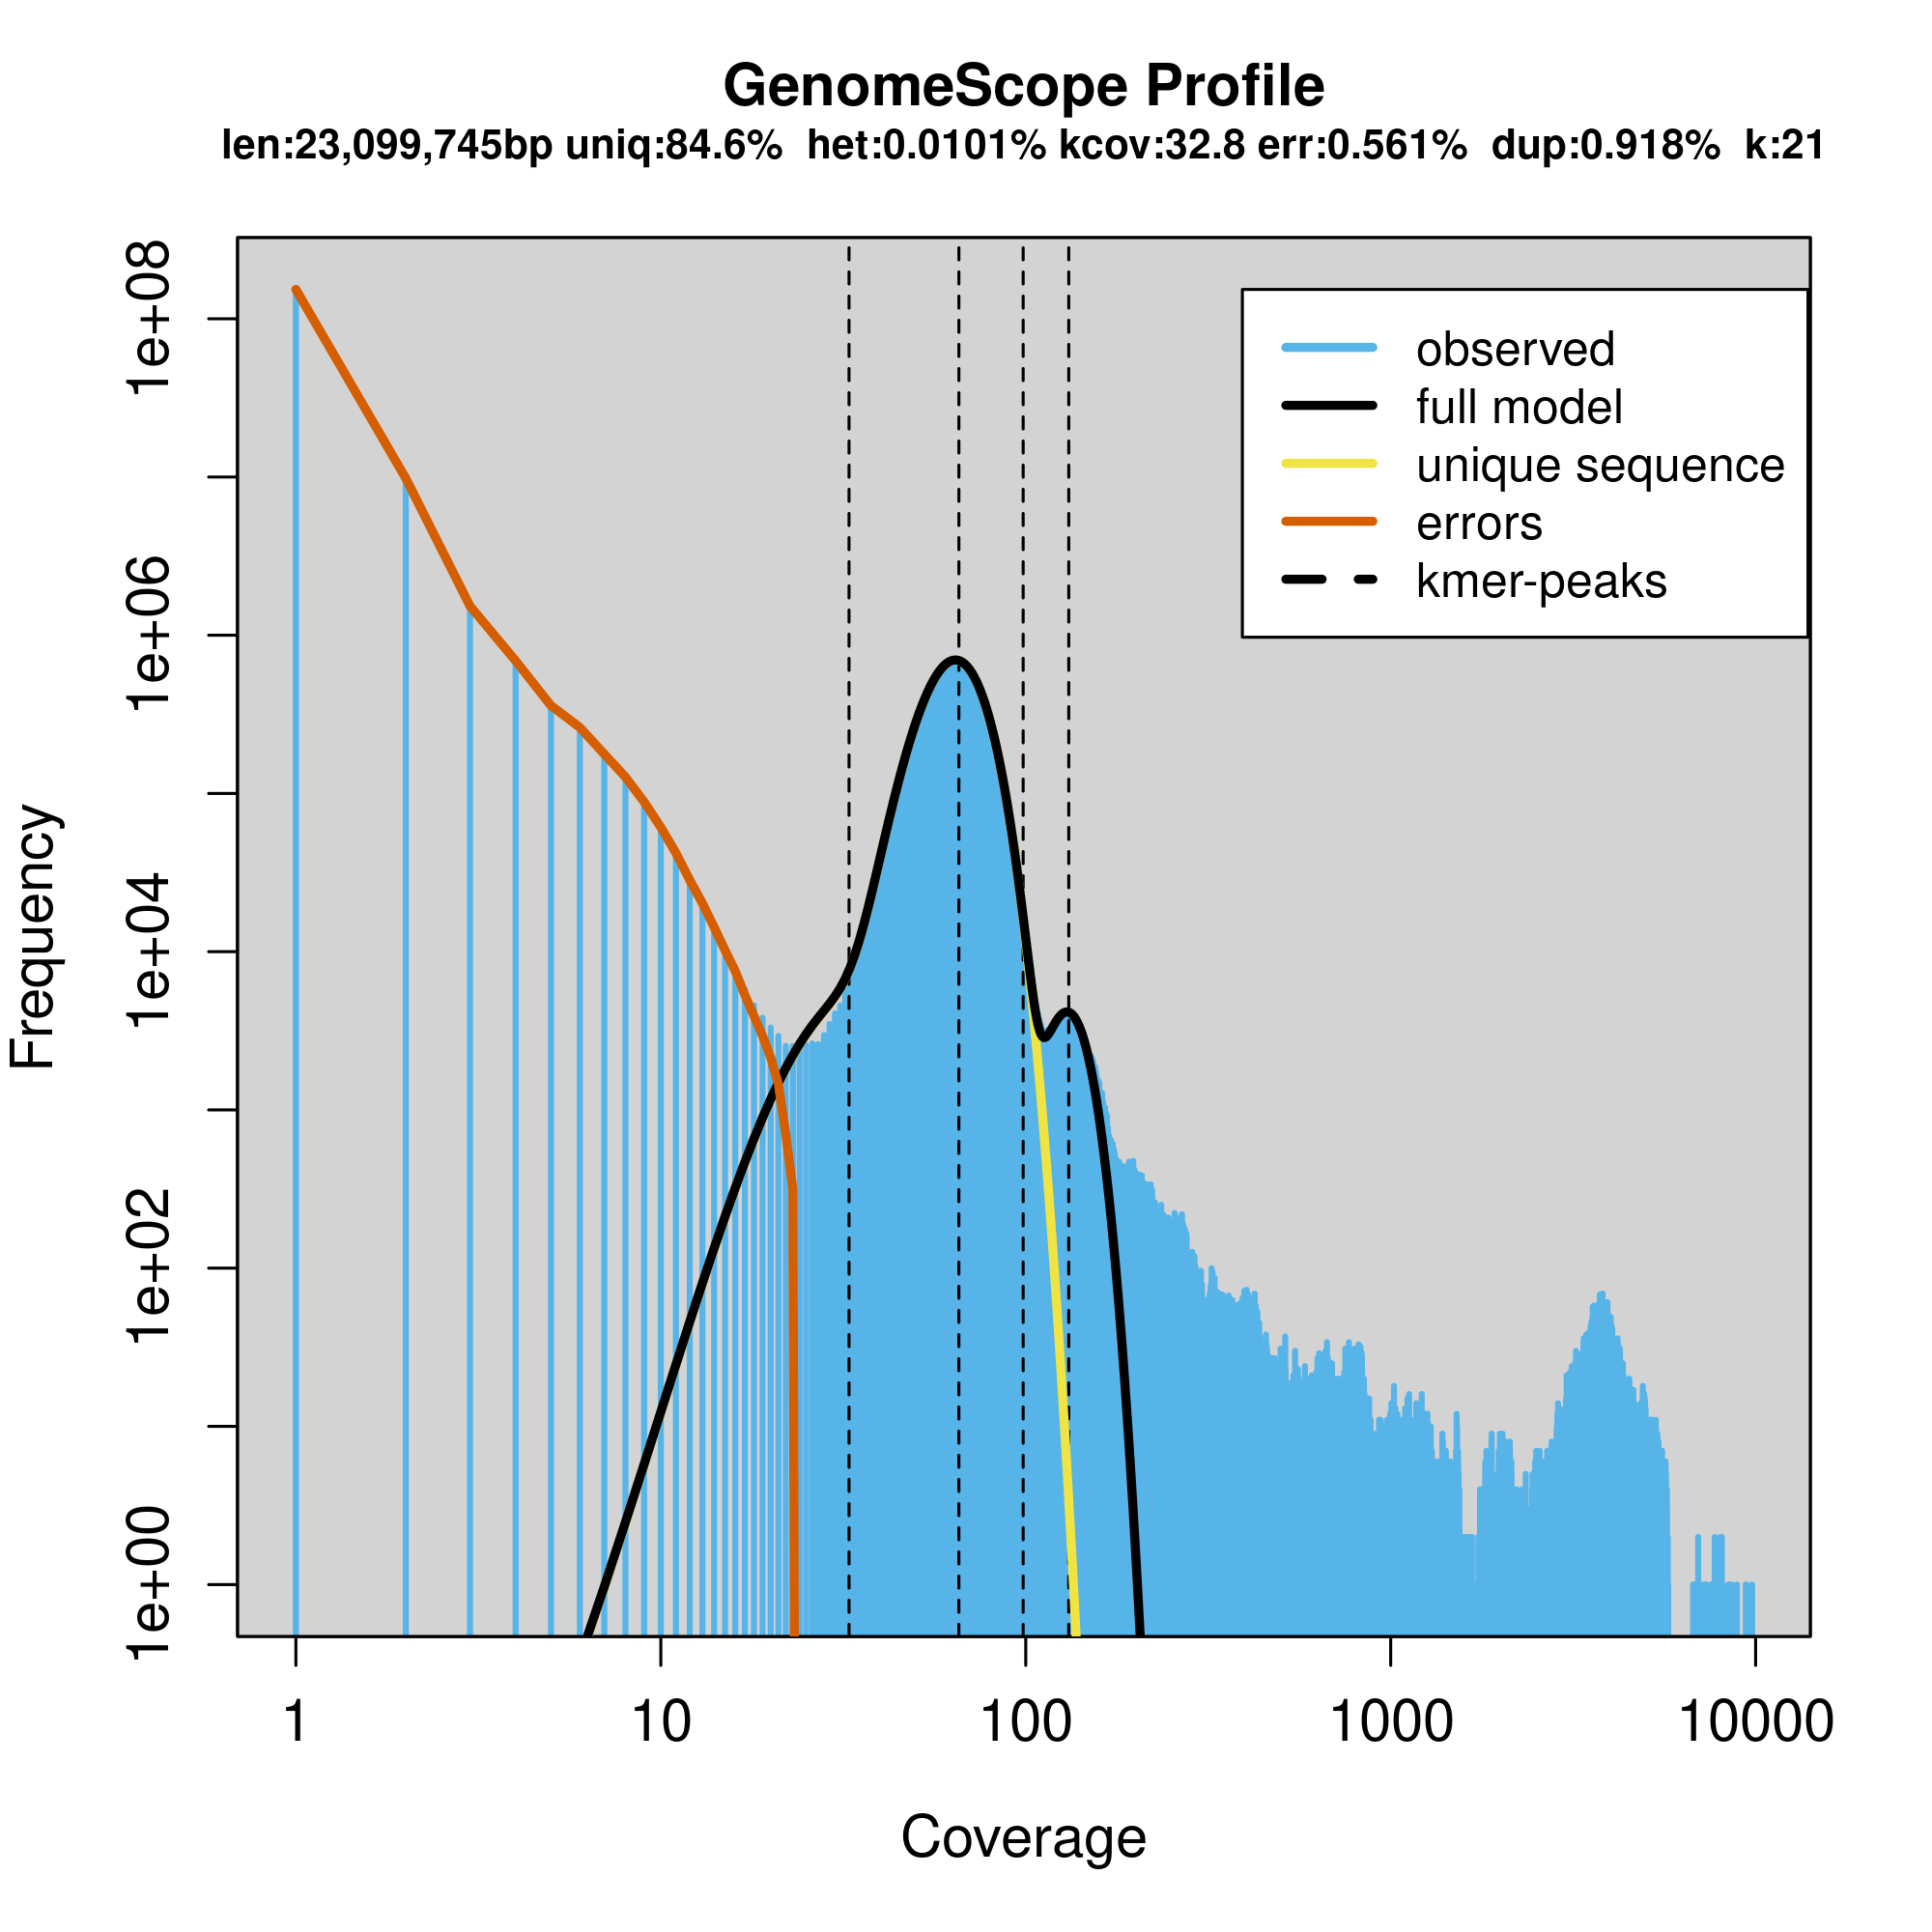 GenomeScope Profile
len:23,099,745bp uniq:84.6% het:0.0101% kcov:32.8 err:0.561% dup:0.918% k:21
1e+08
1e+06
1e+04
1e+02
1e+00
Frequency
observed
full model
unique sequence
errors
kmer-peaks
1
10
100
1000
10000
Coverage